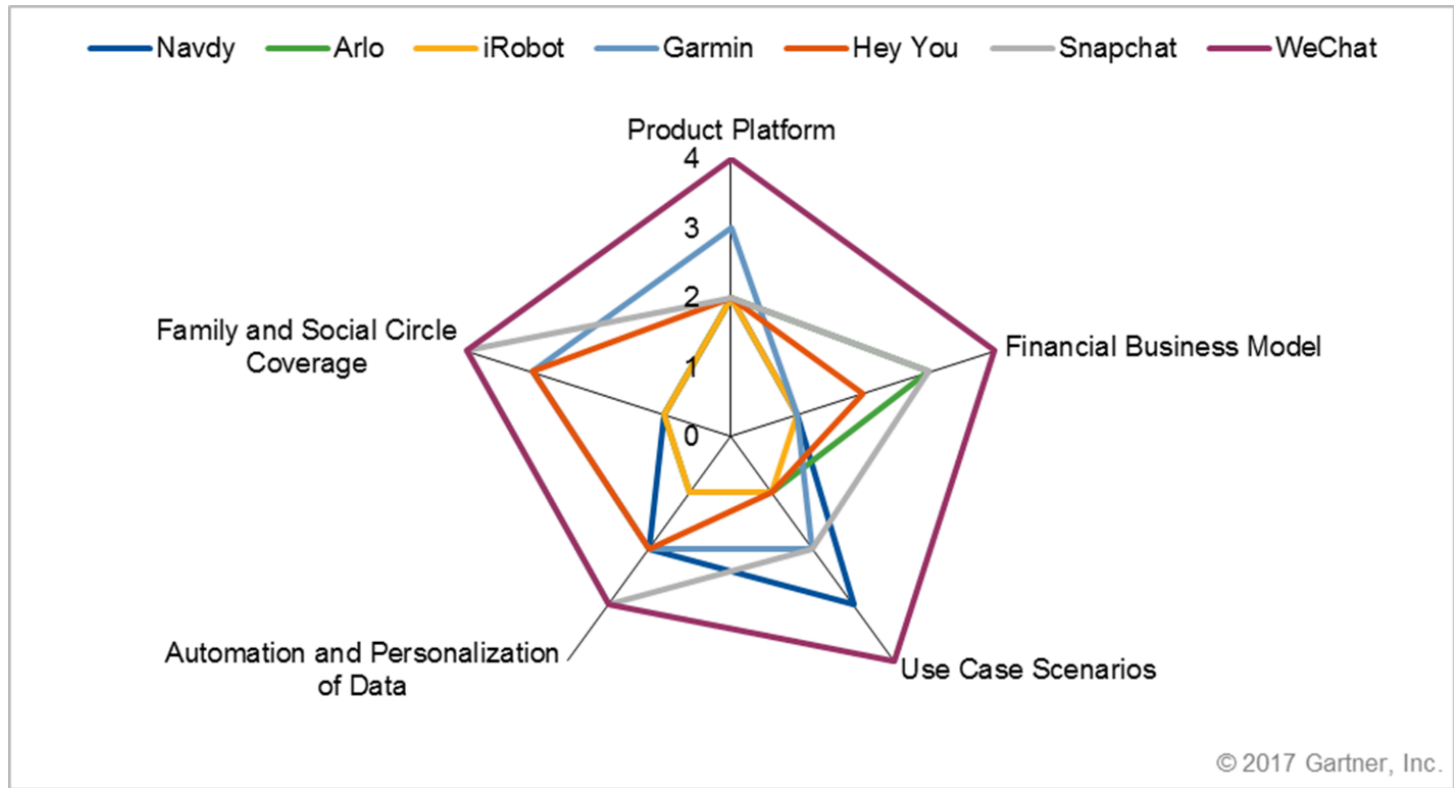 Navdy Arlo iRobot Garmin Hey You Snapchat WeChat
Product Platform
4
3
2
1
0
Family and Social Circle
Coverage
Financial Business Model
Automation and Personalization
of Data
Use Case Scenarios
© 2017 Gartner, Inc.